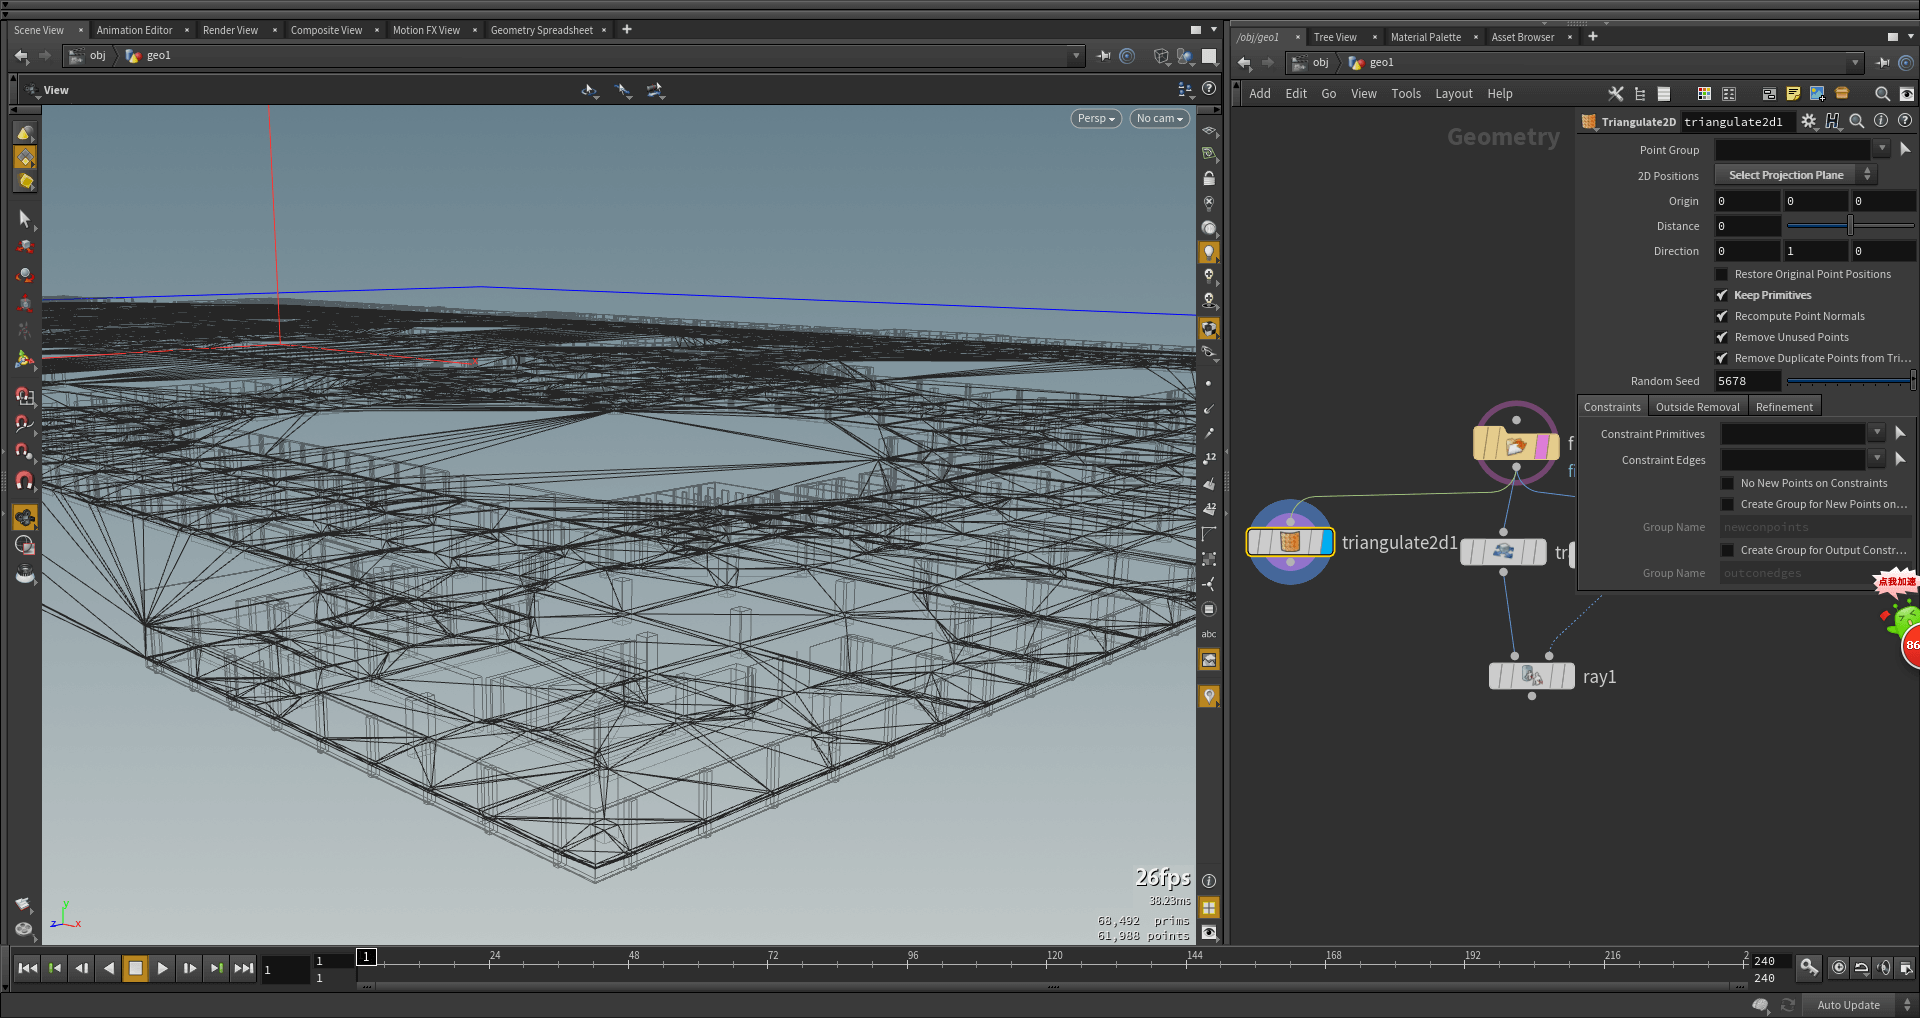 Scene View
Animation Editor
Render View
Composite View
Motion FX View
Geometry Spreadsheet
obj
geo1
View
Persp
No cam
12
12
abc
26fps
38.23ms
68,492 prims
61,988 points
y
z
x
/obj/geo1
Tree View
Material Palette
Asset Browser
obj
geo1
Add Edit Go View Tools Layout Help
Geometry
Triangulate2D triangulate2d1
Point Group
2D Positions Select Projection Plane
Origin 0 0 0
Distance 0
Direction 0 1 0
Restore Original Point Positions
Keep Primitives
Recompute Point Normals
Remove Unused Points
Remove Duplicate Points from Tri...
Random Seed 5678
Constraints Outside Removal Refinement
Constraint Primitives
Constraint Edges
No New Points on Constraints
Create Group for New Points on...
Group Name newconpoints
Create Group for Output Constr...
Group Name outconedges
f
fi
triangulate2d1
tr
ray1
点我加速
86
1
1
1
1
24 48 72 96 120 144 168 192 216 2
240
240
Auto Update